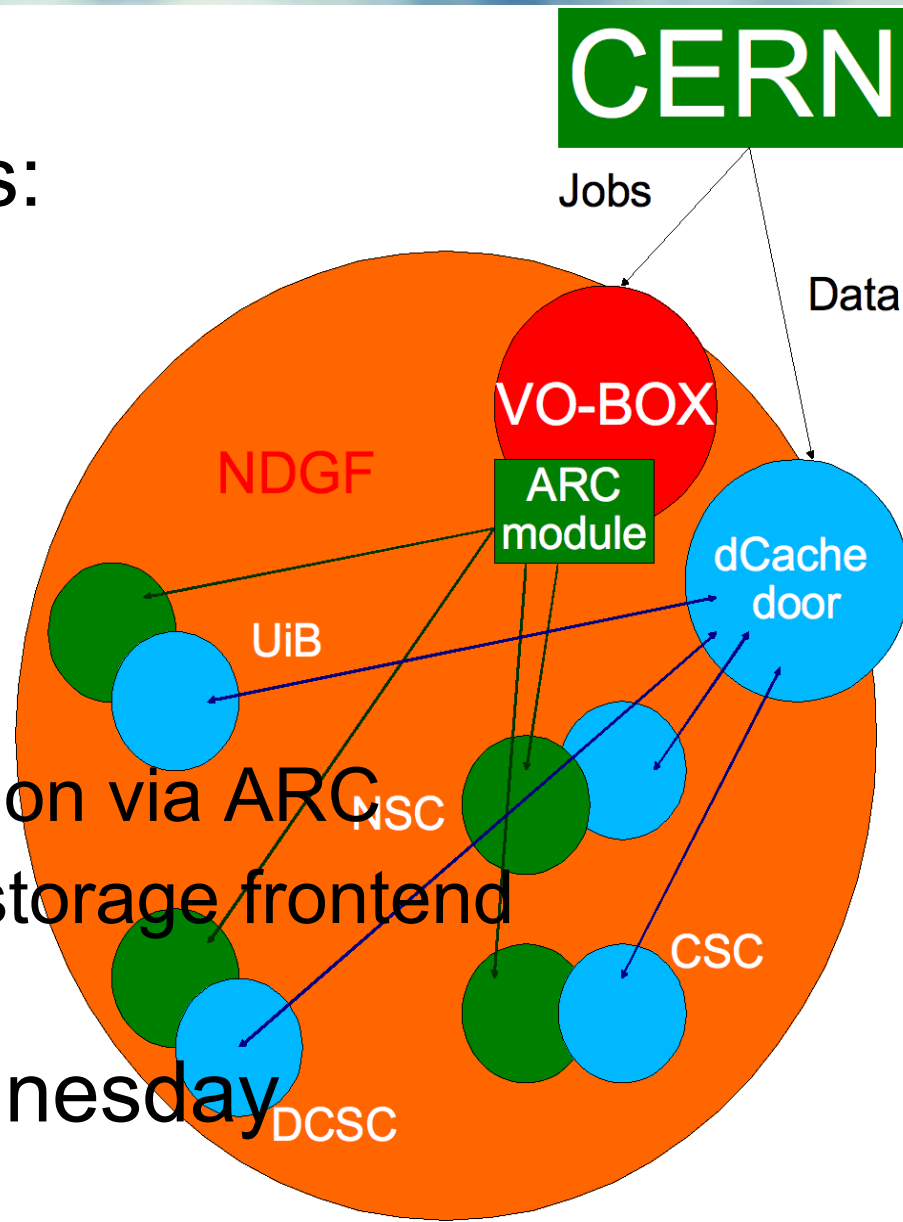 CERN
s:
Jobs
Data
VO-BOX
NDGF
ARC
module
dCache
door
UiB
on via ARC
NSC
storage frontend
CSC
nesday
DCSC